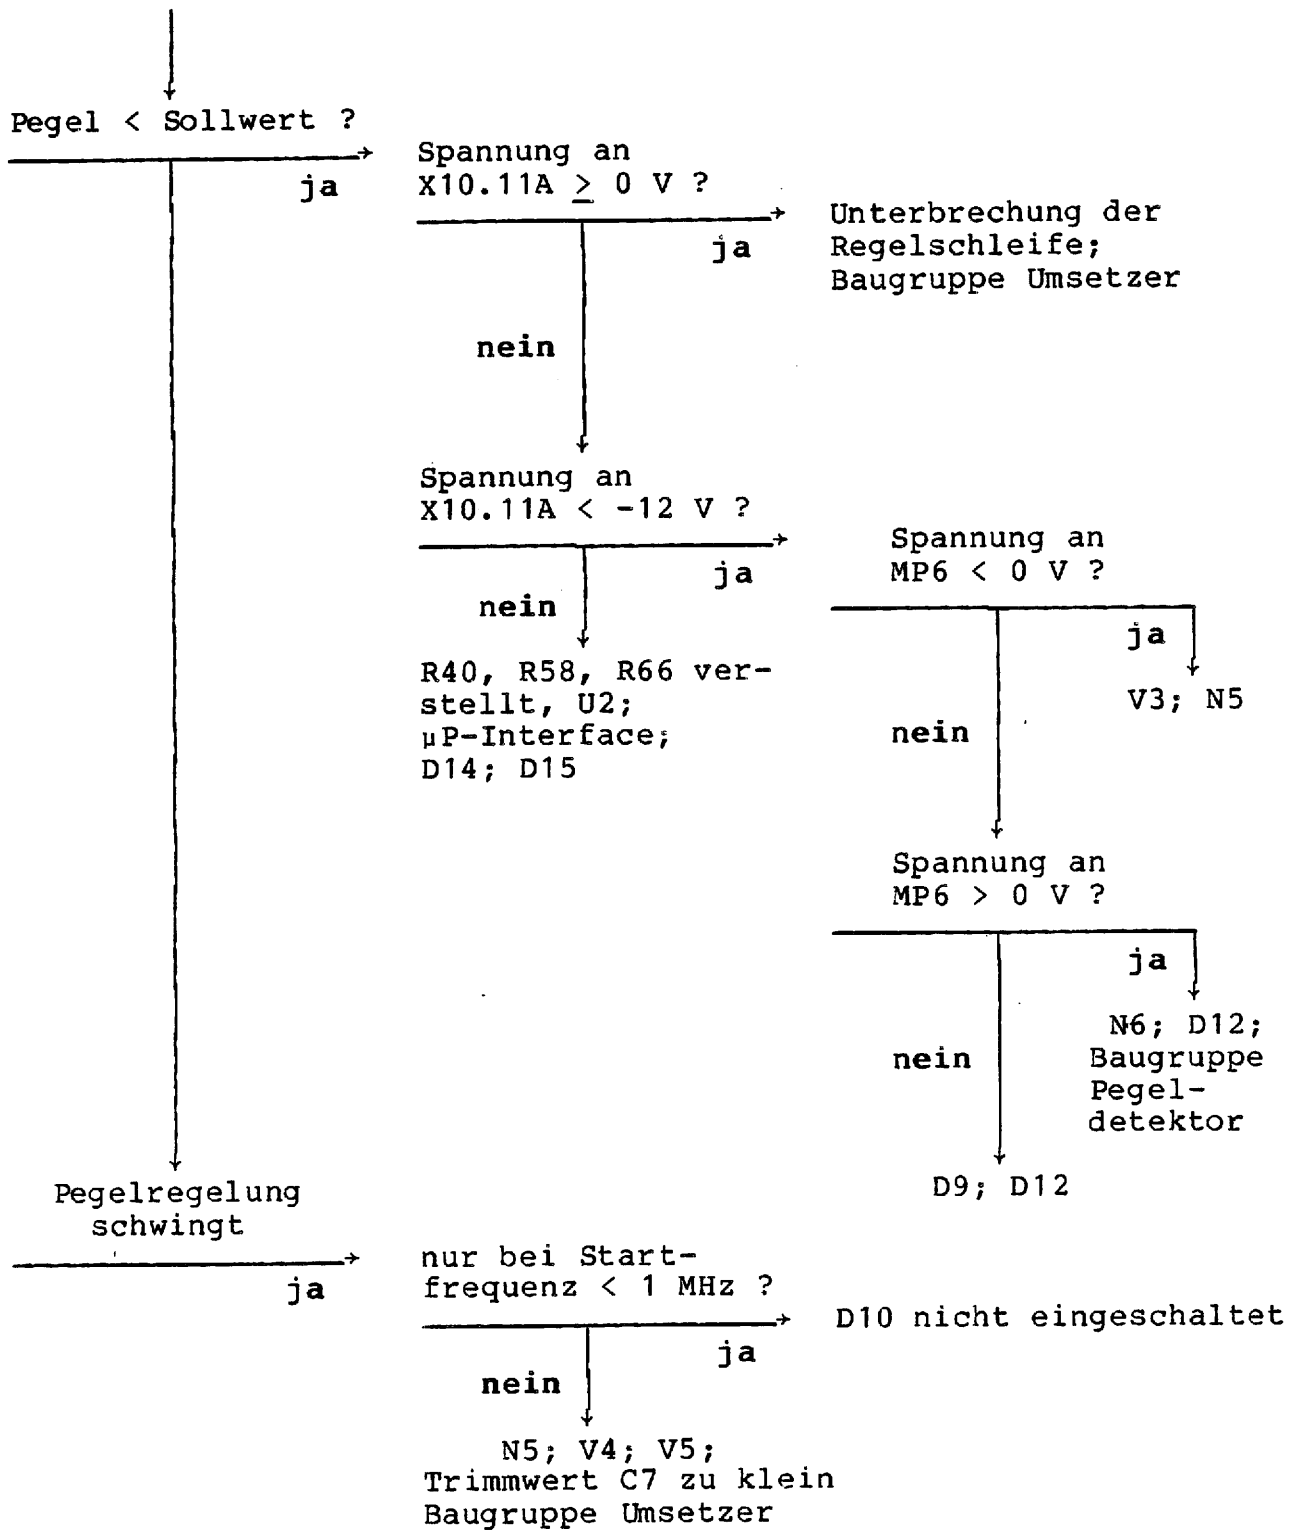 Pegel < Sollwert ?
ja
Spannung an
X10.11A ≥ 0 V ?
ja
Unterbrechung der
Regelschleife;
Baugruppe Umsetzer
nein
Spannung an
X10.11A < -12 V ?
ja
nein
R40, R58, R66 ver-
stellt, U2;
µP-Interface;
D14; D15
Spannung an
MP6 < 0 V ?
ja
V3; N5
nein
Spannung an
MP6 > 0 V ?
ja
N6; D12;
Baugruppe
Pegel-
detektor
nein
D9; D12
Pegelregelung
schwingt
ja
nur bei Start-
frequenz < 1 MHz ?
ja
D10 nicht eingeschaltet
nein
N5; V4; V5;
Trimmwert C7 zu klein
Baugruppe Umsetzer